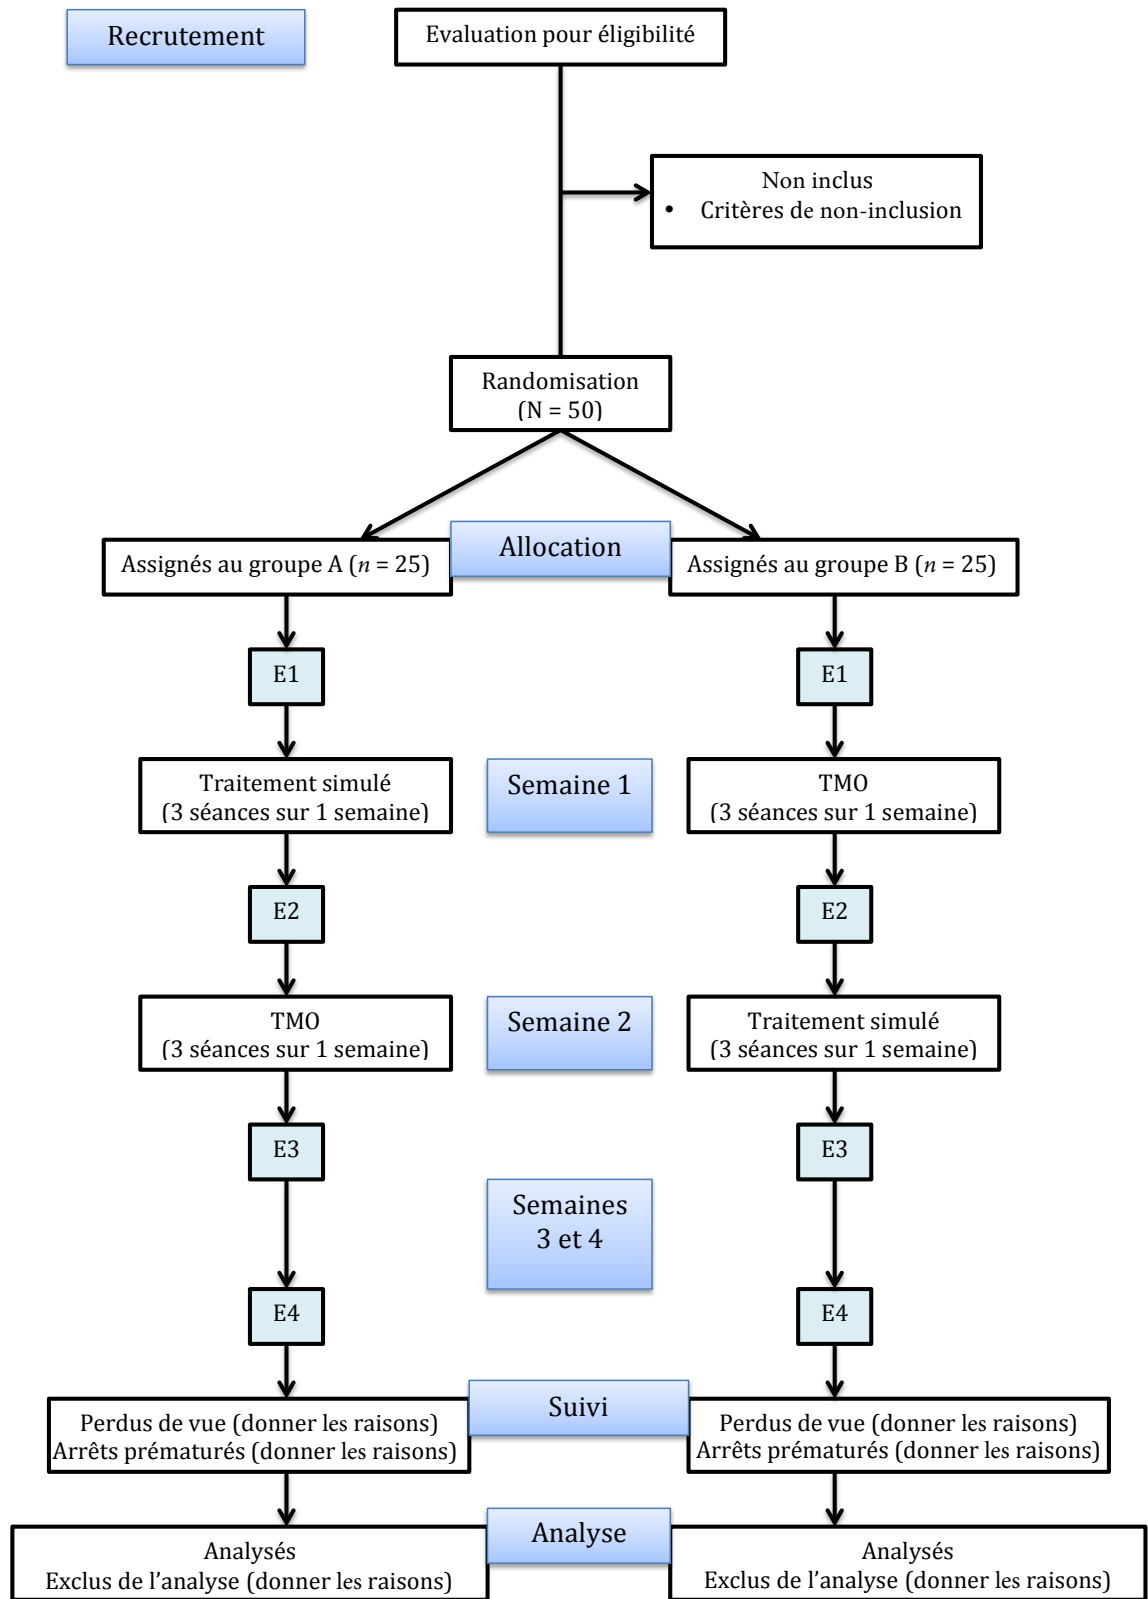 Recrutement
Evaluation pour éligibilité
Non inclus
• Critères de non-inclusion
Randomisation
(N = 50)
Allocation
Assignés au groupe A (n = 25)
Assignés au groupe B (n = 25)
E1
E1
Traitement simulé
(3 séances sur 1 semaine)
Semaine 1
TMO
(3 séances sur 1 semaine)
E2
E2
TMO
(3 séances sur 1 semaine)
Semaine 2
Traitement simulé
(3 séances sur 1 semaine)
E3
E3
Semaines
3 et 4
E4
E4
Suivi
Perdus de vue (donner les raisons)
Arrêts prématurés (donner les raisons)
Perdus de vue (donner les raisons)
Arrêts prématurés (donner les raisons)
Analyse
Analysés
Exclus de l’analyse (donner les raisons)
Analysés
Exclus de l’analyse (donner les raisons)